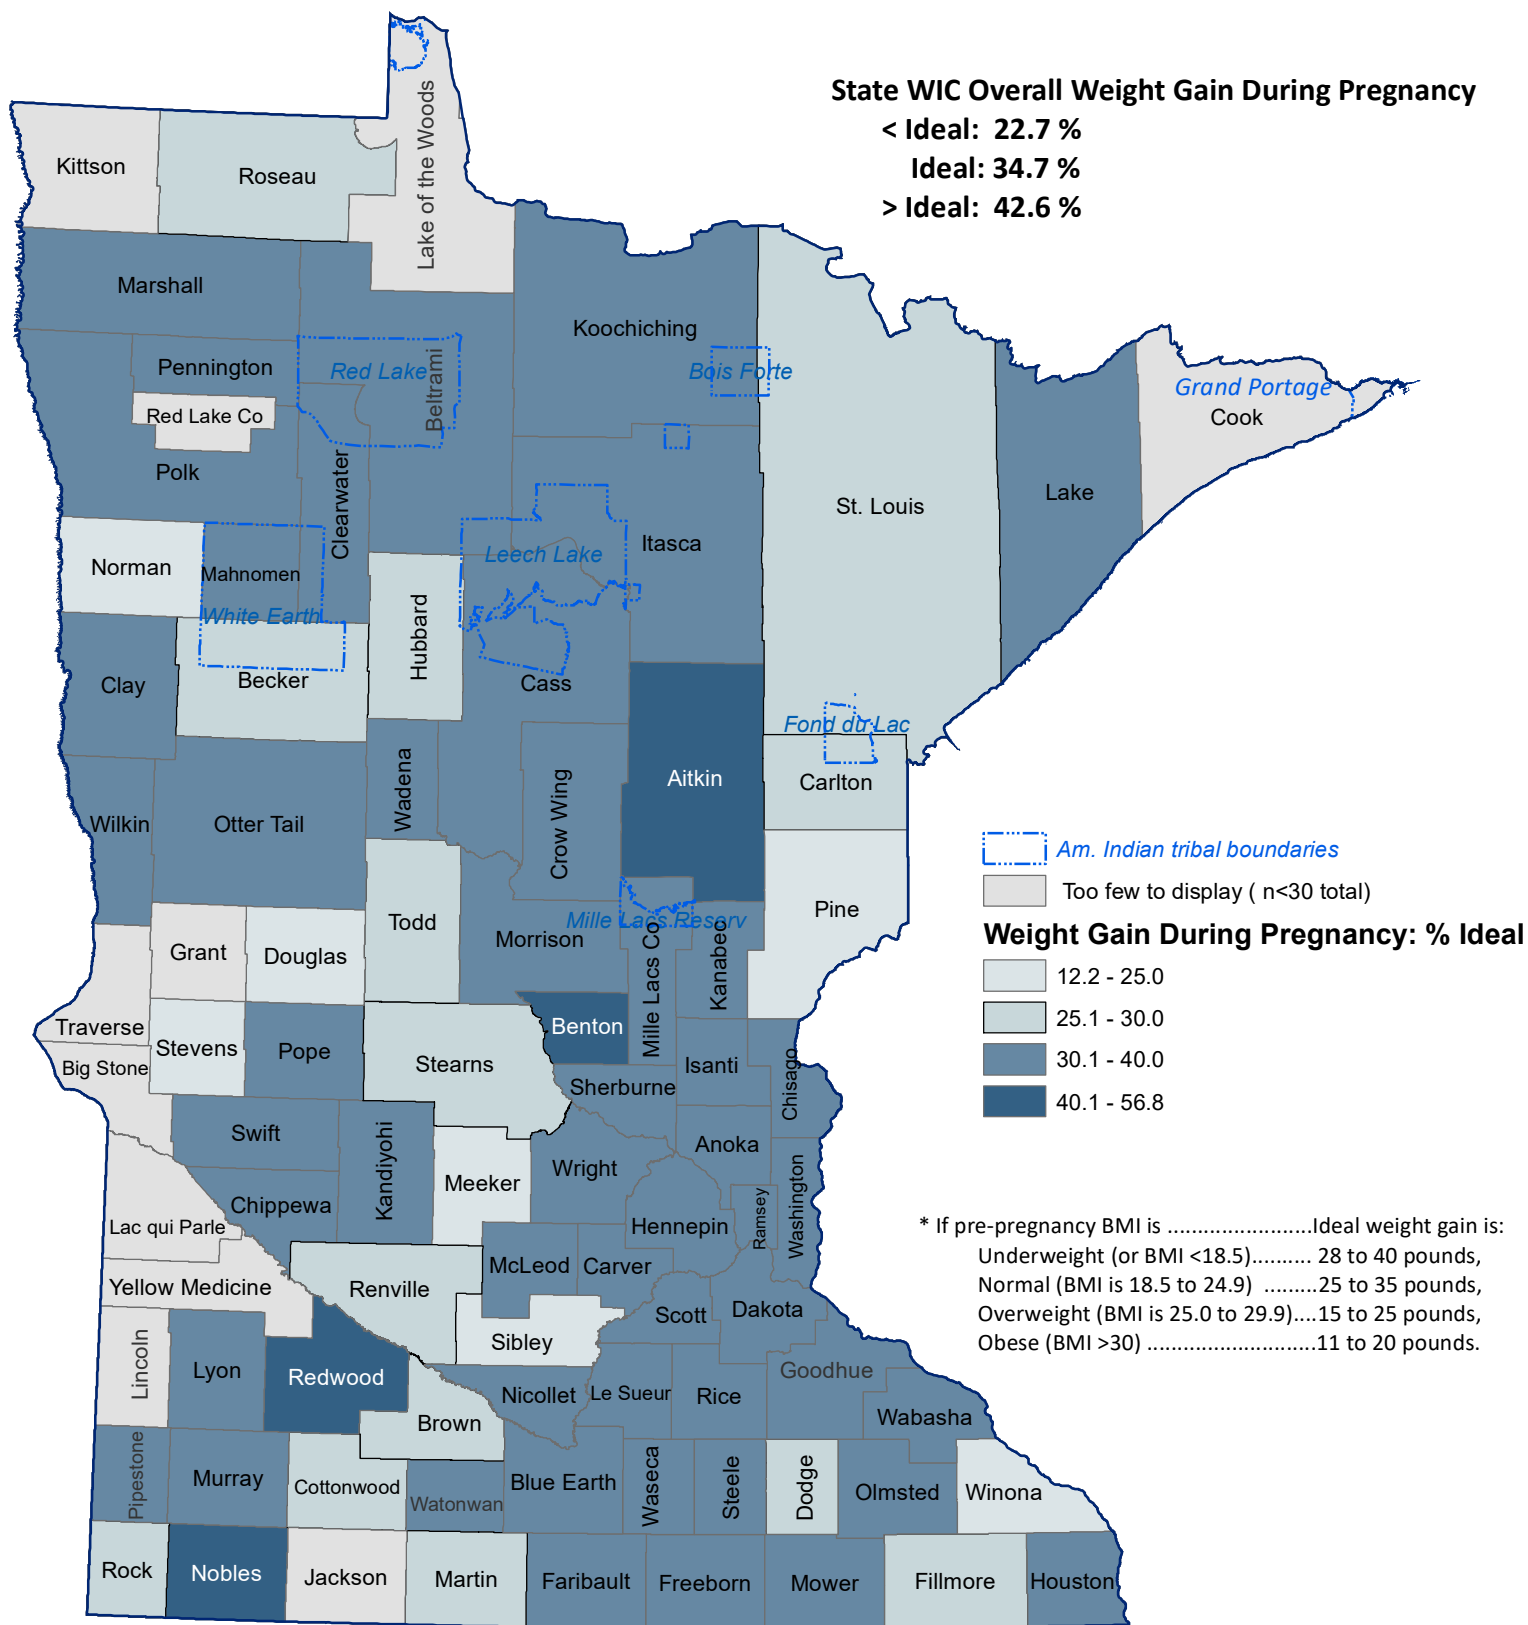 State WIC Overall Weight Gain During Pregnancy
< Ideal: 22.7 %
Ideal: 34.7 %
> Ideal: 42.6 %
Kittson
Roseau
Lake of the Woods
Marshall
Koochiching
Pennington
Red Lake
Beltrami
Bois Forte
Grand Portage
Cook
Red Lake Co
Polk
Clearwater
Lake
St. Louis
Itasca
Leech Lake
Norman
Mahnomen
White Earth
Hubbard
Clay
Becker
Cass
Fond du Lac
Wadena
Crow Wing
Aitkin
Carlton
Wilkin
Otter Tail
Am. Indian tribal boundaries
Too few to display ( n<30 total)
Weight Gain During Pregnancy: % Ideal
12.2 - 25.0
25.1 - 30.0
30.1 - 40.0
40.1 - 56.8
Todd
Mille Lacs Reserv
Pine
Morrison
Grant
Douglas
Mille Lacs Co
Kanabec
Traverse
Stevens
Pope
Stearns
Benton
Big Stone
Isanti
Chisago
Sherburne
Swift
Kandiyohi
Anoka
Wright
Meeker
Chippewa
Lac qui Parle
Hennepin
Ramsey
Washington
* If pre-pregnancy BMI is .......................Ideal weight gain is:
Underweight (or BMI <18.5).......... 28 to 40 pounds,
Normal (BMI is 18.5 to 24.9) .........25 to 35 pounds,
Overweight (BMI is 25.0 to 29.9)....15 to 25 pounds,
Obese (BMI >30) ...........................11 to 20 pounds.
McLeod
Carver
Yellow Medicine
Renville
Scott
Dakota
Sibley
Lincoln
Lyon
Redwood
Nicollet
Le Sueur
Rice
Goodhue
Brown
Wabasha
Pipestone
Murray
Cottonwood
Watonwan
Blue Earth
Waseca
Steele
Dodge
Olmsted
Winona
Rock
Nobles
Jackson
Martin
Faribault
Freeborn
Mower
Fillmore
Houston